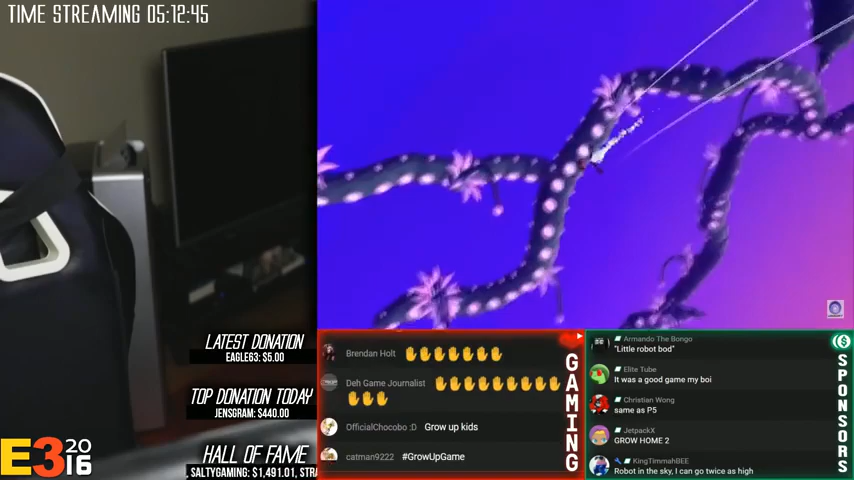 TIME STREAMING 05:12:45
LATEST DONATION
EAGLE63: $5.00
TOP DONATION TODAY
JENSGRAM: $440.00
HALL OF FAME
, SALTYGAMING: $1,491.01, STRA
E3 2016
Brendan Holt ✋✋✋✋✋✋✋
Deh Game Journalist ✋✋✋✋✋✋✋✋✋✋
✋✋✋
OfficialChocobo :D Grow up kids
catman9222 #GrowUpGame
GAMING
Armando The Bongo
"Little robot bod"
Elite Tube
It was a good game my boi
Christian Wong
same as P5
JetpackX
GROW HOME 2
KingTimmahBEE
Robot in the sky, I can go twice as high
SPONSORS